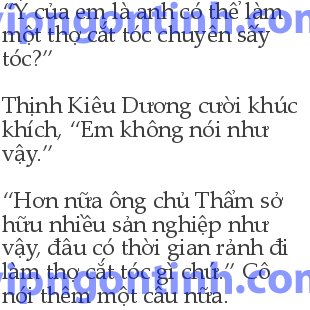 “Ý của em là anh có thể làm
một thợ cắt tóc chuyên sấy
tóc?”
Thịnh Kiêu Dương cười khúc
khích, “Em không nói như
vậy.”
“Hơn nữa ông chủ Thẩm sở
hữu nhiều sản nghiệp như
vậy, đâu có thời gian rảnh đi
làm thợ cắt tóc gì chứ.” Cô
nói thêm một câu nữa.